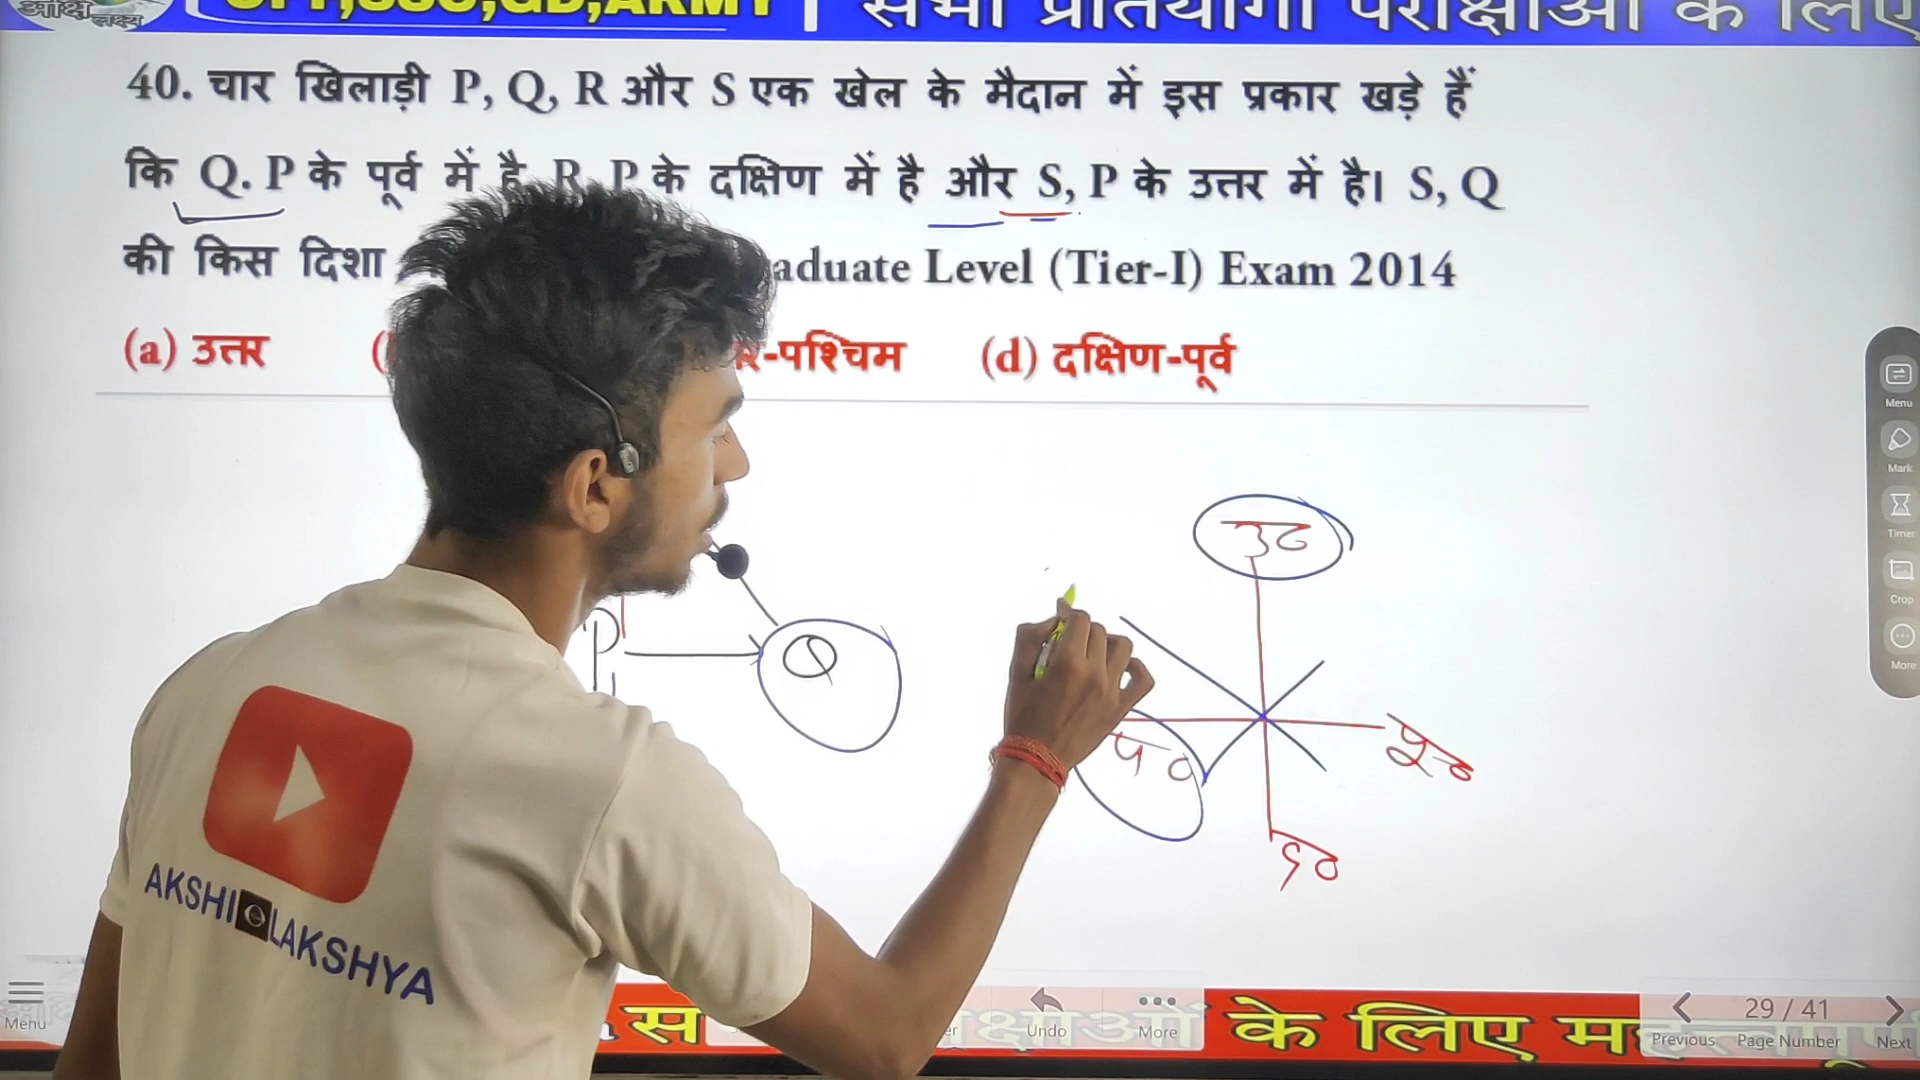 सभी प्रतियोगी परीक्षाओं के लिए
40. चार खिलाड़ी P, Q, R और S एक खेल के मैदान में इस प्रकार खड़े हैं
कि Q. P के पूर्व में है R, P के दक्षिण में है और S, P के उत्तर में है। S, Q
की किस दिशा Level (Tier-I) Exam 2014
(a) उत्तर -पश्चिम (d) दक्षिण-पूर्व
उ०
P Q
प० पू०
द०
AKSHI LAKSHYA
Menu
Mark
Timer
Crop
More
के लिए
Menu Undo More
29 / 41
Previous Page Number Next